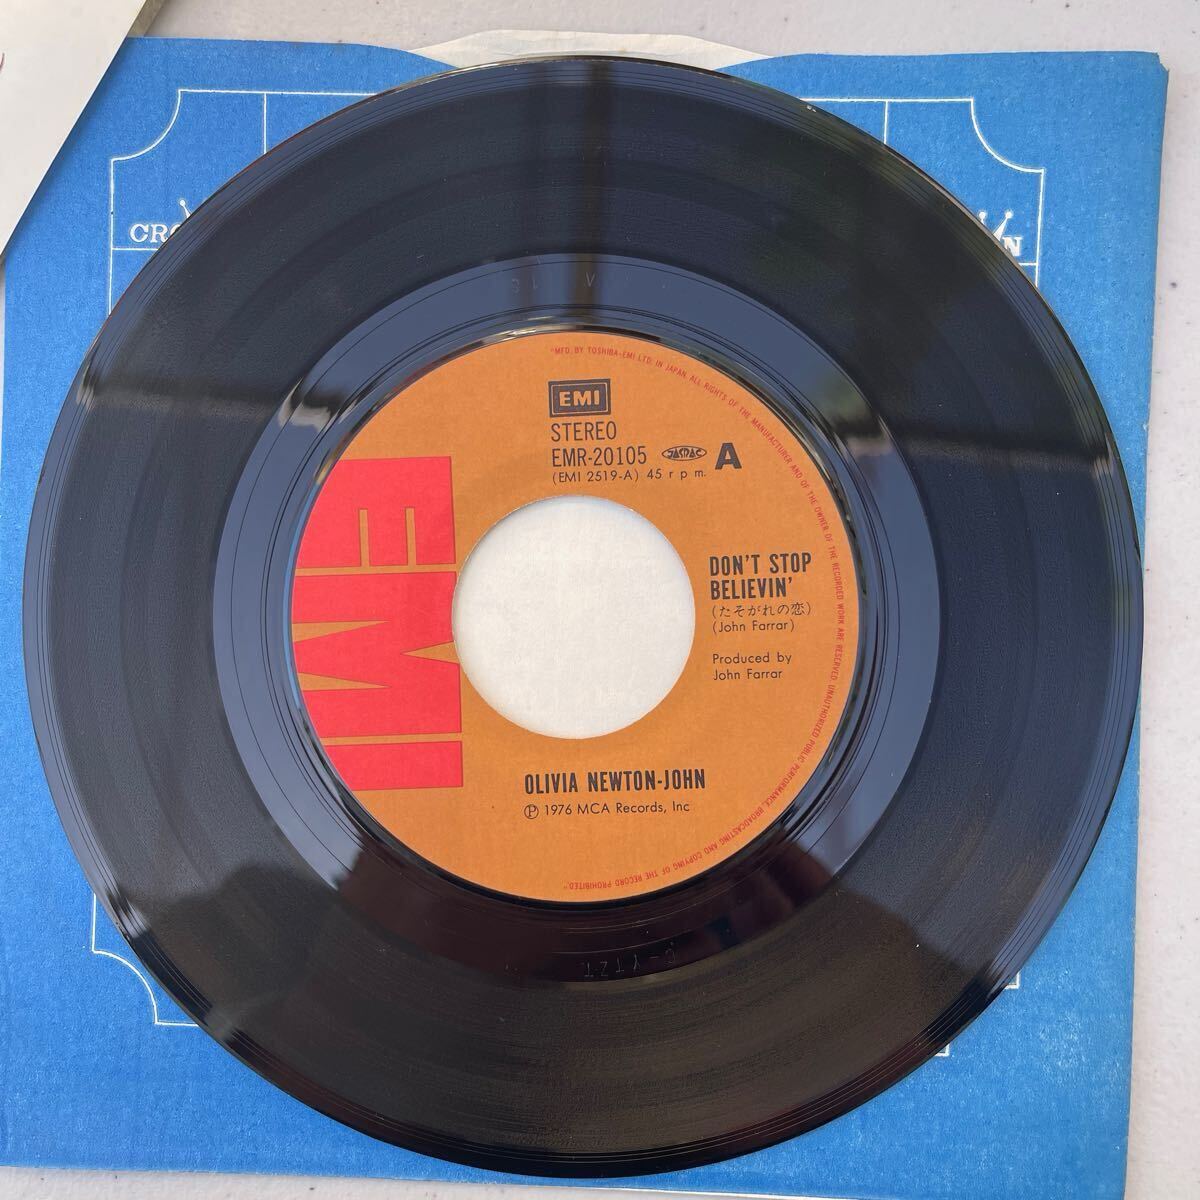 CRO
N
"MFD. BY TOSHIBA-EMI LTD. IN JAPAN. ALL RIGHTS OF THE MANUFACTURER AND OF THE OWNER OF THE RECORDED WORK ARE RESERVED. UNAUTHORIZED PUBLIC PERFORMANCE, BROADCASTING AND COPYING OF THE RECORD PROHIBITED."
EMI
STEREO
EMR-20105 JASRAC A
(EMI 2519-A) 45 r p m.
EMI
DON'T STOP
BELIEVIN'
(たそがれの恋)
(John Farrar)
Produced by
John Farrar
OLIVIA NEWTON-JOHN
Ⓟ 1976 MCA Records, Inc